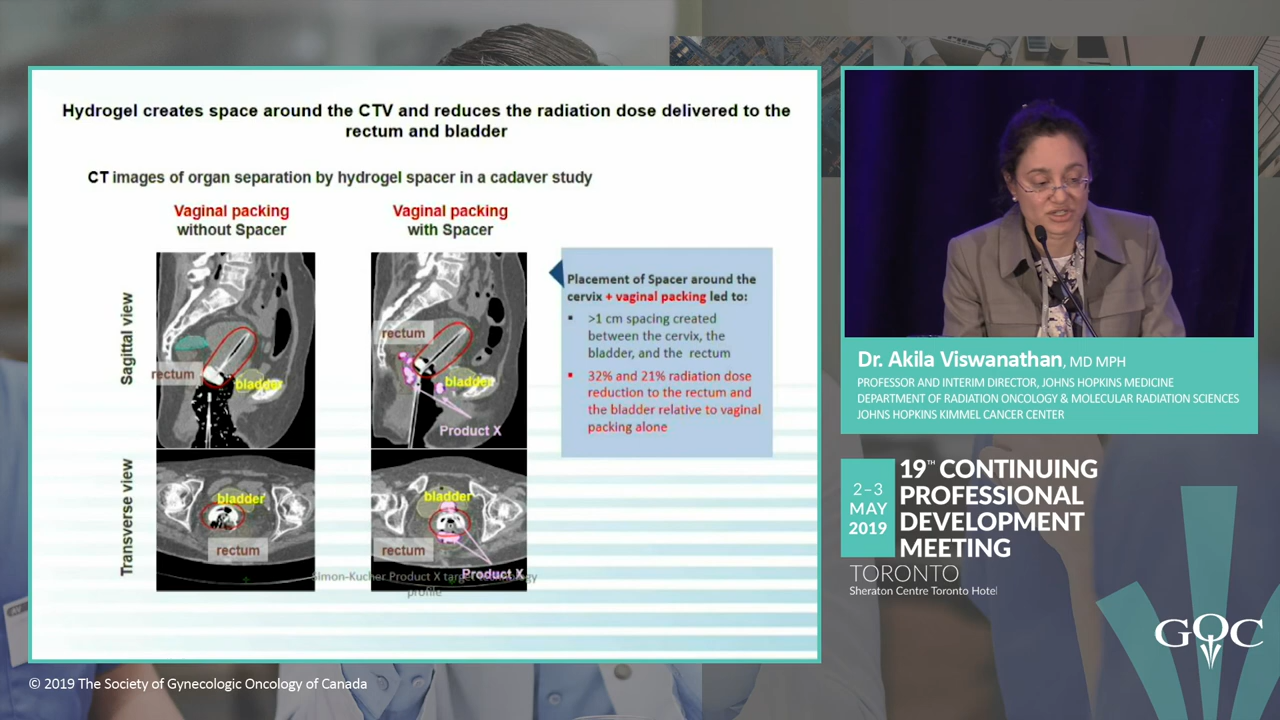 Hydrogel creates space around the CTV and reduces the radiation dose delivered to the
rectum and bladder
CT images of organ separation by hydrogel spacer in a cadaver study
Vaginal packing
without Spacer
Vaginal packing
with Spacer
Sagittal view
rectum
bladder
rectum
bladder
Product X
Transverse view
bladder
rectum
bladder
rectum
Product X
Simon-Kucher Product X target
profile
Placement of Spacer around the
cervix + vaginal packing led to:
▪ >1 cm spacing created
between the cervix, the
bladder, and the rectum
▪ 32% and 21% radiation dose
reduction to the rectum and
the bladder relative to vaginal
packing alone
Dr. Akila Viswanathan, MD MPH
PROFESSOR AND INTERIM DIRECTOR, JOHNS HOPKINS MEDICINE
DEPARTMENT OF RADIATION ONCOLOGY & MOLECULAR RADIATION SCIENCES
JOHNS HOPKINS KIMMEL CANCER CENTER
2–3
MAY
2019
19TH CONTINUING
PROFESSIONAL
DEVELOPMENT
MEETING
TORONTO
Sheraton Centre Toronto Hotel
GOC
© 2019 The Society of Gynecologic Oncology of Canada